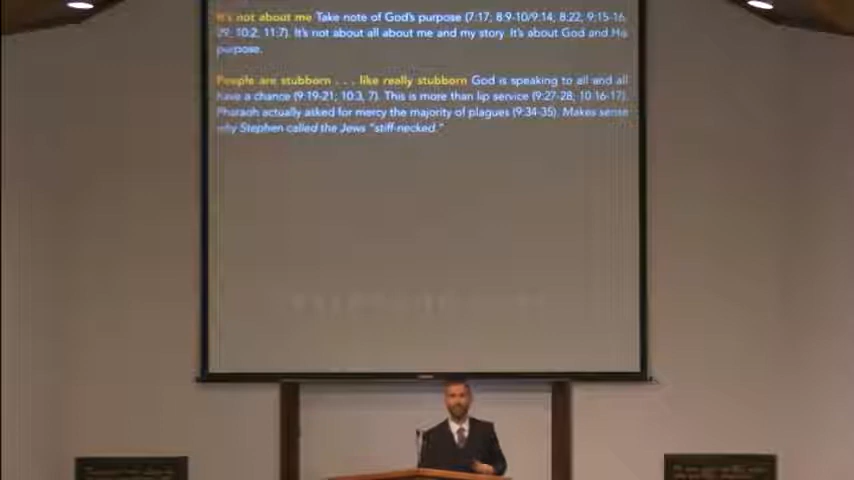 It's not about me Take note of God's purpose (7:17; 8:9-10/9:14; 8:22; 9:15-16,
29; 10:2; 11:7). It's not about all about me and my story. It's about God and His
purpose.
People are stubborn . . . like really stubborn God is speaking to all and all
have a chance (9:19-21; 10:3, 7). This is more than lip service (9:27-28; 10:16-17).
Pharaoh actually asked for mercy the majority of plagues (9:34-35). Makes sense
why Stephen called the Jews "stiff-necked."